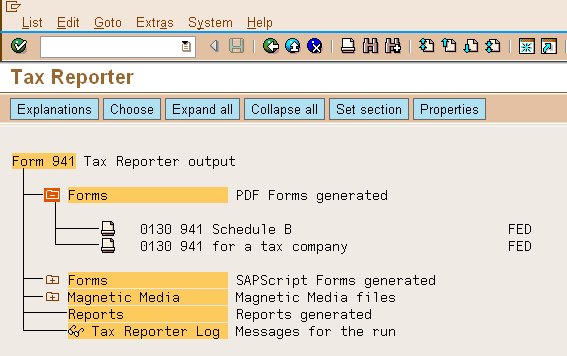 List Edit Goto Extras System Help
Tax Reporter
Explanations Choose Expand all Collapse all Set section Properties
Form 941 Tax Reporter output
Forms PDF Forms generated
0130 941 Schedule B FED
0130 941 for a tax company FED
Forms SAPScript Forms generated
Magnetic Media Magnetic Media files
Reports Reports generated
Tax Reporter Log Messages for the run